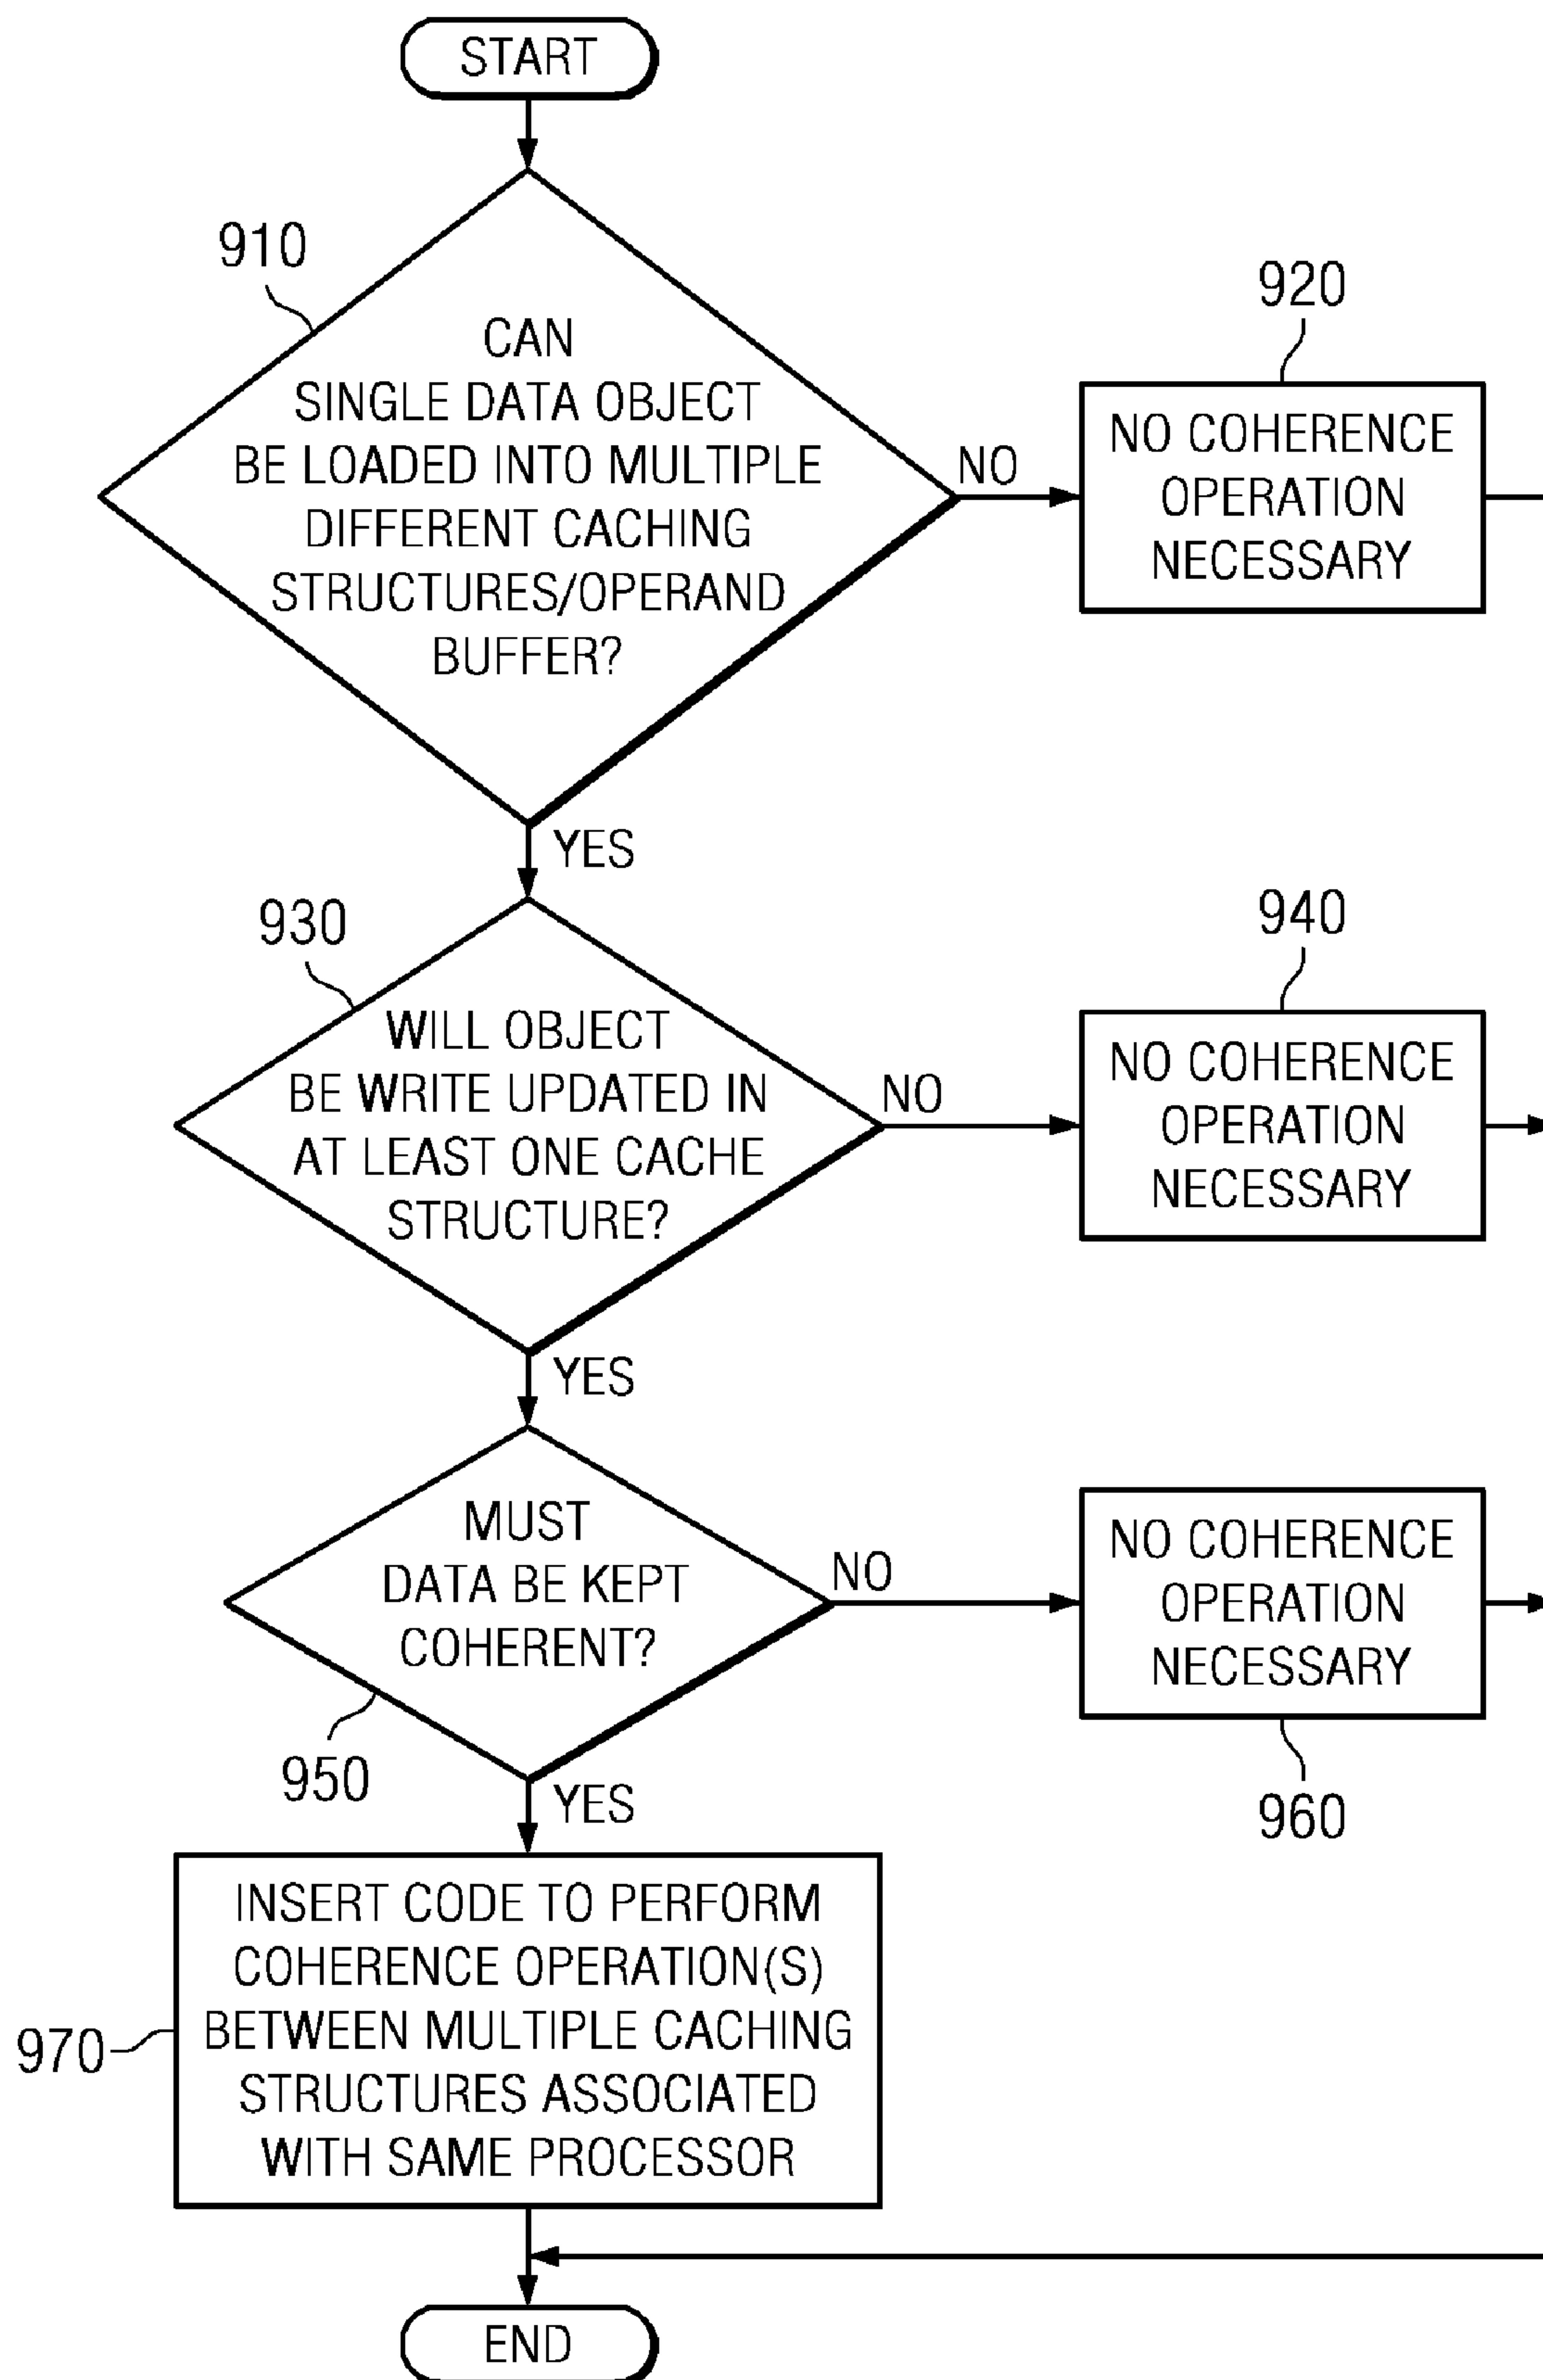 START
910
CAN
SINGLE DATA OBJECT
BE LOADED INTO MULTIPLE
DIFFERENT CACHING
STRUCTURES/OPERAND
BUFFER?
NO
920
NO COHERENCE
OPERATION
NECESSARY
YES
930
WILL OBJECT
BE WRITE UPDATED IN
AT LEAST ONE CACHE
STRUCTURE?
NO
940
NO COHERENCE
OPERATION
NECESSARY
YES
MUST
DATA BE KEPT
COHERENT?
950
NO
NO COHERENCE
OPERATION
NECESSARY
960
YES
INSERT CODE TO PERFORM
COHERENCE OPERATION(S)
BETWEEN MULTIPLE CACHING
STRUCTURES ASSOCIATED
WITH SAME PROCESSOR
970
END